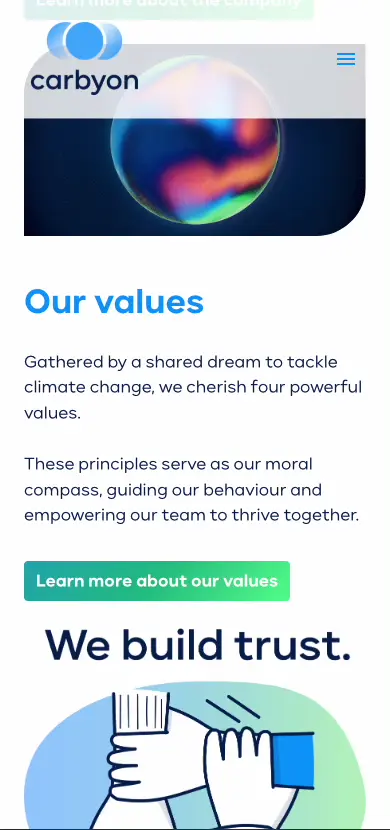 Learn more about the company
carbyon
Our values
Gathered by a shared dream to tackle
climate change, we cherish four powerful
values.
These principles serve as our moral
compass, guiding our behaviour and
empowering our team to thrive together.
Learn more about our values
We build trust.